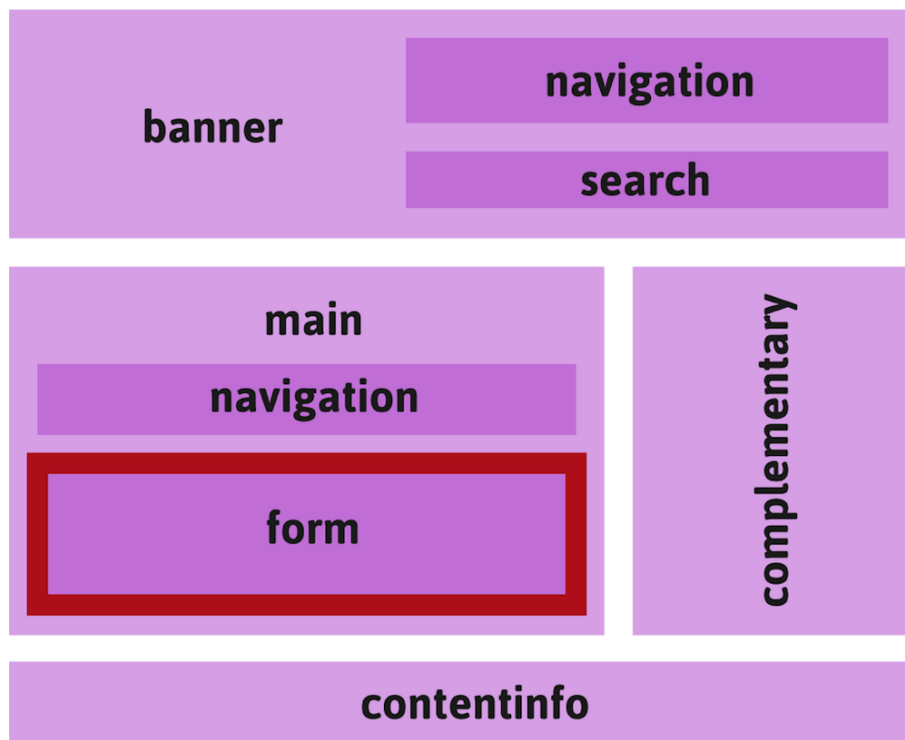 banner
navigation
search
main
navigation
form
complementary
contentinfo